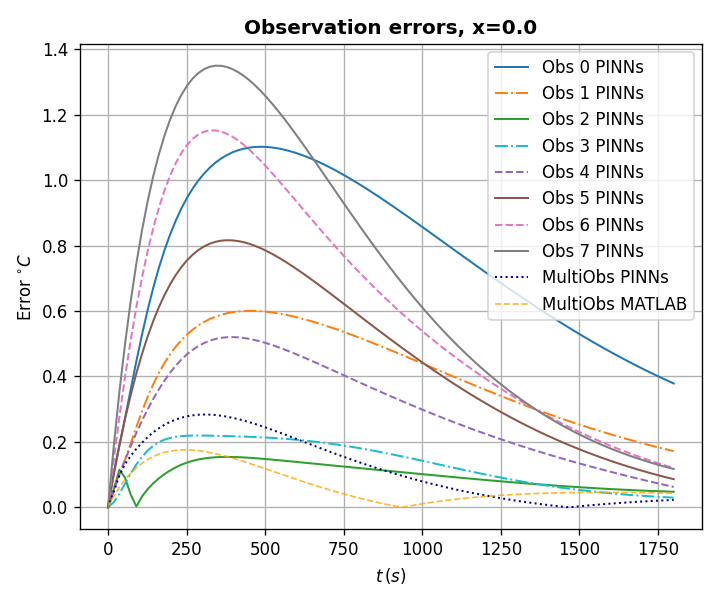 Observation errors, x=0.0
Error °C
1.4
1.2
1.0
0.8
0.6
0.4
0.2
0.0
Obs 0 PINNs
Obs 1 PINNs
Obs 2 PINNs
Obs 3 PINNs
Obs 4 PINNs
Obs 5 PINNs
Obs 6 PINNs
Obs 7 PINNs
MultiObs PINNs
MultiObs MATLAB
0 250 500 750 1000 1250 1500 1750
t (s)